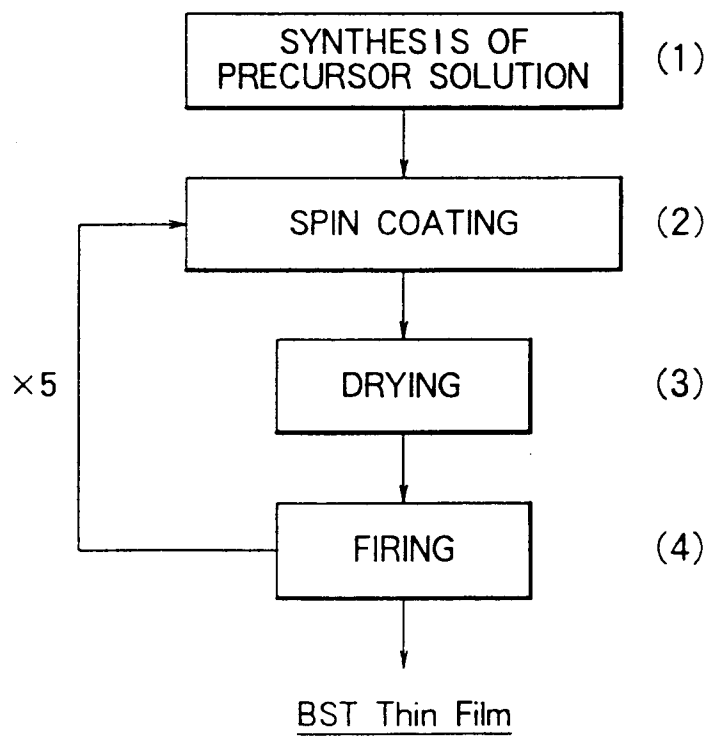 SYNTHESIS OF
PRECURSOR SOLUTION
(1)
SPIN COATING
(2)
×5
DRYING
(3)
FIRING
(4)
BST Thin Film